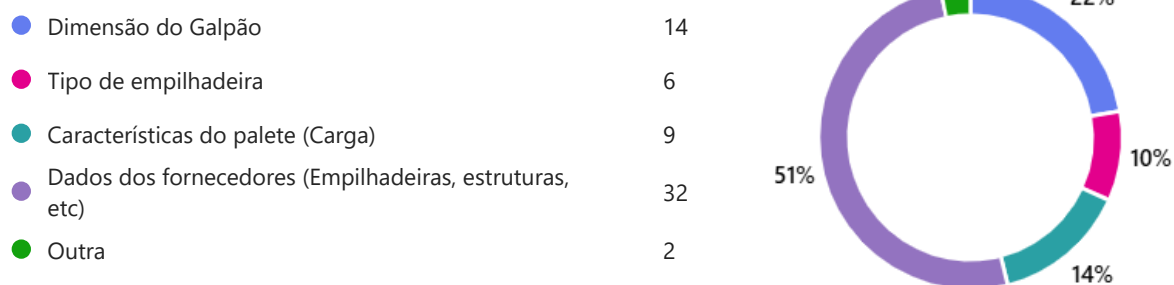 22%
Dimensão do Galpão 14
Tipo de empilhadeira 6
10%
Características do palete (Carga) 9
51%
Dados dos fornecedores (Empilhadeiras, estruturas,
etc) 32
Outra 2
14%